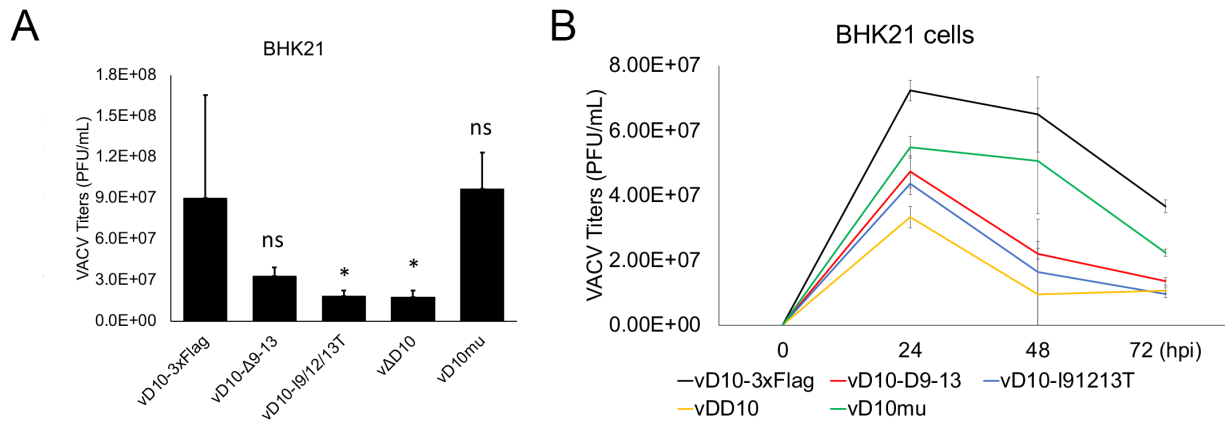 A
BHK21
VACV Titers (PFU/mL)
1.8E+08
1.5E+08
1.2E+08
9.0E+07
6.0E+07
3.0E+07
0.0E+00
ns
*
*
ns
vD10-3xFlag
vD10-Δ9-13
vD10-I9/12/13T
vΔD10
vD10mu
B
BHK21 cells
VACV Titers (PFU/mL)
8.00E+07
6.00E+07
4.00E+07
2.00E+07
0.00E+00
0 24 48 72 (hpi)
vD10-3xFlag vD10-D9-13 vD10-I91213T
vDD10 vD10mu